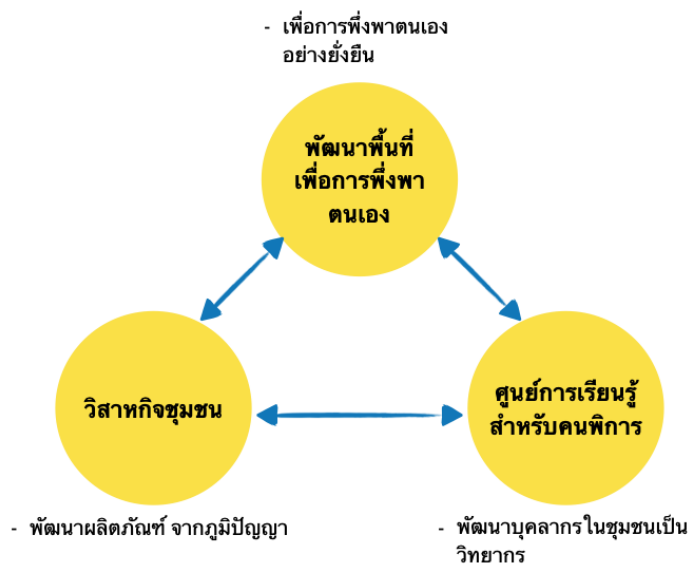 - เพื่อการพึ่งพาตนเอง
อย่างยั่งยืน
พัฒนาพื้นที่
เพื่อการพึ่งพา
ตนเอง
วิสาหกิจชุมชน
ศูนย์การเรียนรู้
สำหรับคนพิการ
- พัฒนาผลิตภัณฑ์ จากภูมิปัญญา
- พัฒนาบุคลากรในชุมชนเป็น
วิทยากร